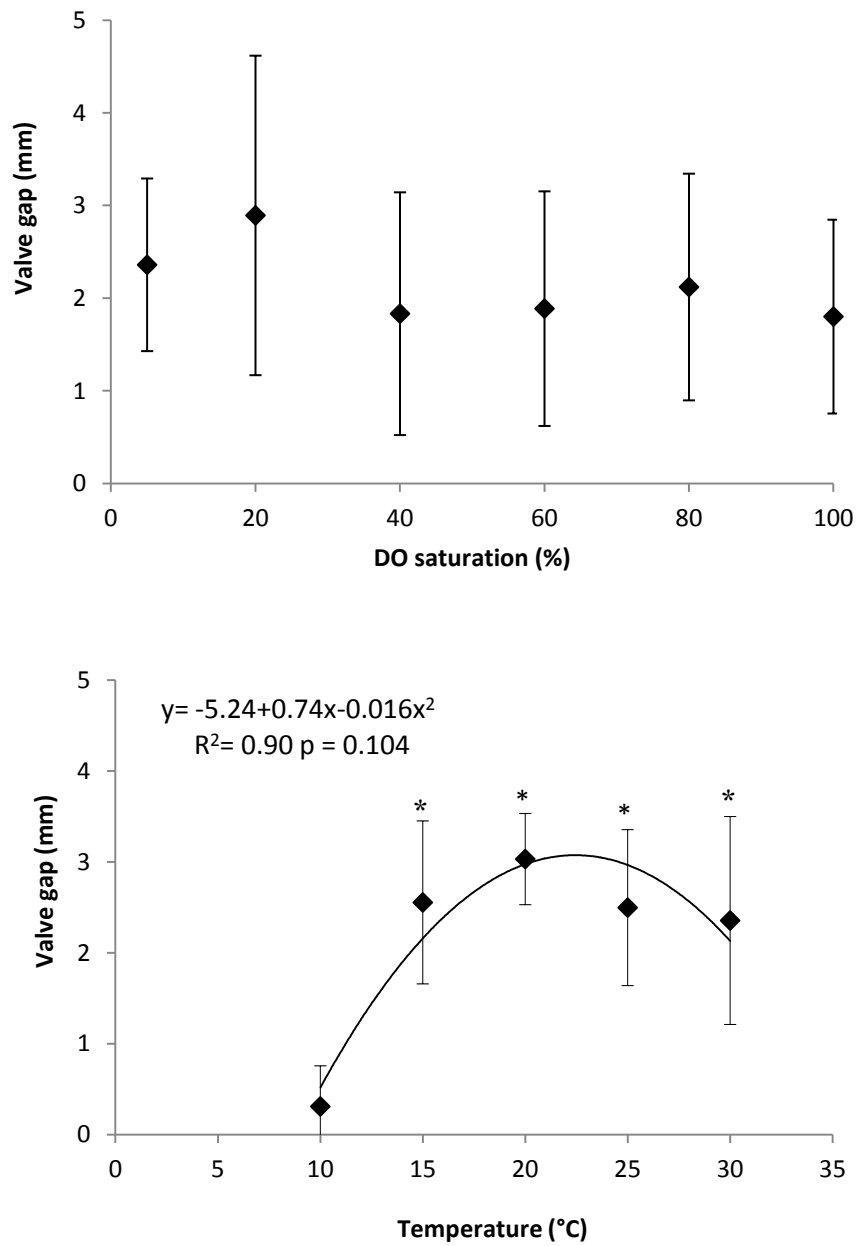 5
4
3
2
1
0
Valve gap (mm)
0 20 40 60 80 100
DO saturation (%)
y= -5.24+0.74x-0.016x²
R²= 0.90 p = 0.104
* * * *
5
4
3
2
1
0
Valve gap (mm)
0 5 10 15 20 25 30 35
Temperature (°C)